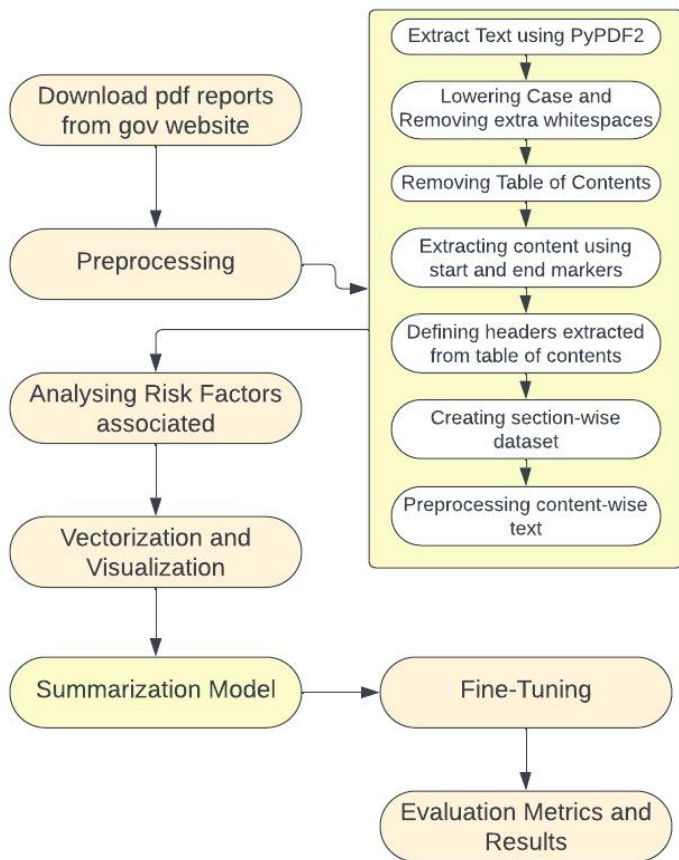 Download pdf reports
from gov website
Preprocessing
Extract Text using PyPDF2
Lowering Case and
Removing extra whitespaces
Removing Table of Contents
Extracting content using
start and end markers
Defining headers extracted
from table of contents
Creating section-wise
dataset
Preprocessing content-wise
text
Analysing Risk Factors
associated
Vectorization and
Visualization
Summarization Model
Fine-Tuning
Evaluation Metrics and
Results